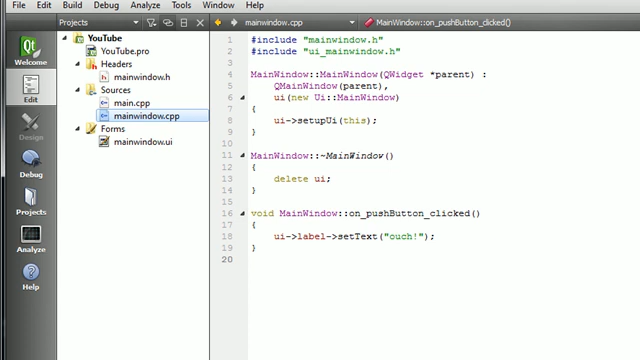 File Edit Build Debug Analyze Tools Window Help
Projects
mainwindow.cpp
MainWindow::on_pushButton_clicked()
Qt
Welcome
Edit
Design
Debug
Projects
Analyze
Help
YouTube
YouTube.pro
Headers
mainwindow.h
Sources
main.cpp
mainwindow.cpp
Forms
mainwindow.ui
1 #include "mainwindow.h"
2 #include "ui_mainwindow.h"
3
4 MainWindow::MainWindow(QWidget *parent) :
5 QMainWindow(parent),
6 ui(new Ui::MainWindow)
7 {
8 ui->setupUi(this);
9 }
10
11 MainWindow::~MainWindow()
12 {
13 delete ui;
14 }
15
16 void MainWindow::on_pushButton_clicked()
17 {
18 ui->label->setText("ouch!");
19 }
20